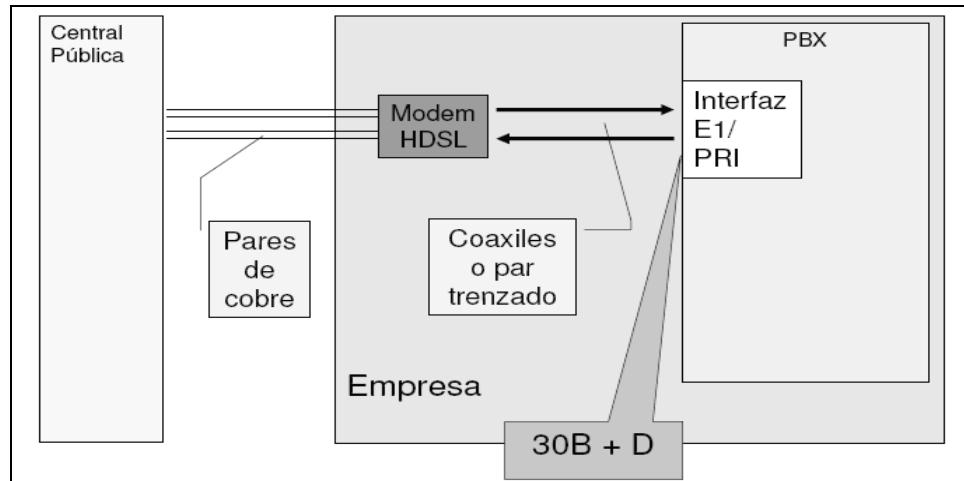 Central
Pública
PBX
Modem
HDSL
Interfaz
E1/
PRI
Pares
de
cobre
Coaxiles
o par
trenzado
Empresa
30B + D